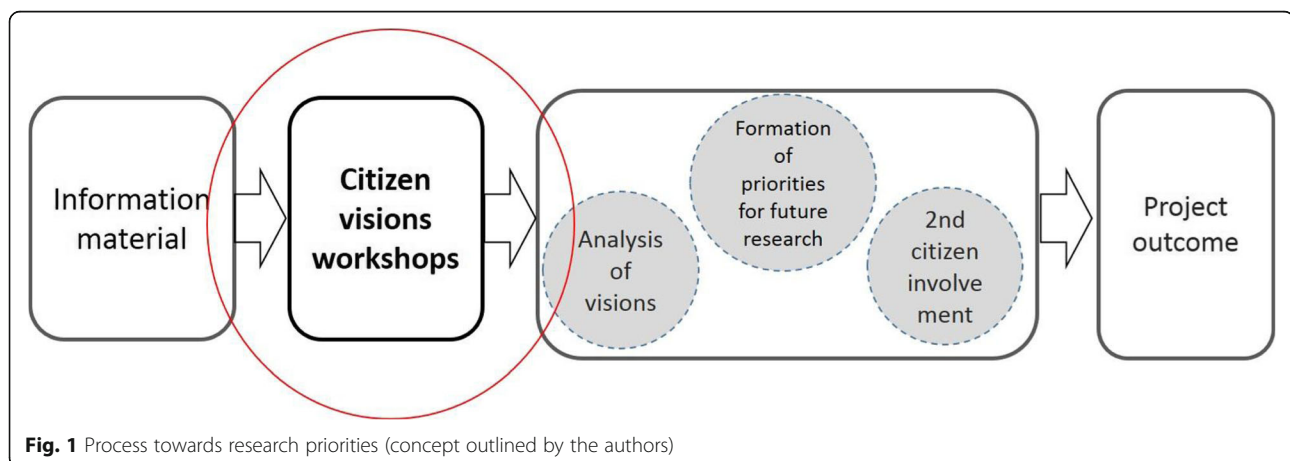 Information
material
Citizen
visions
workshops
Analysis
of
visions
Formation
of
priorities
for future
research
2nd
citizen
involve
ment
Project
outcome
Fig. 1 Process towards research priorities (concept outlined by the authors)